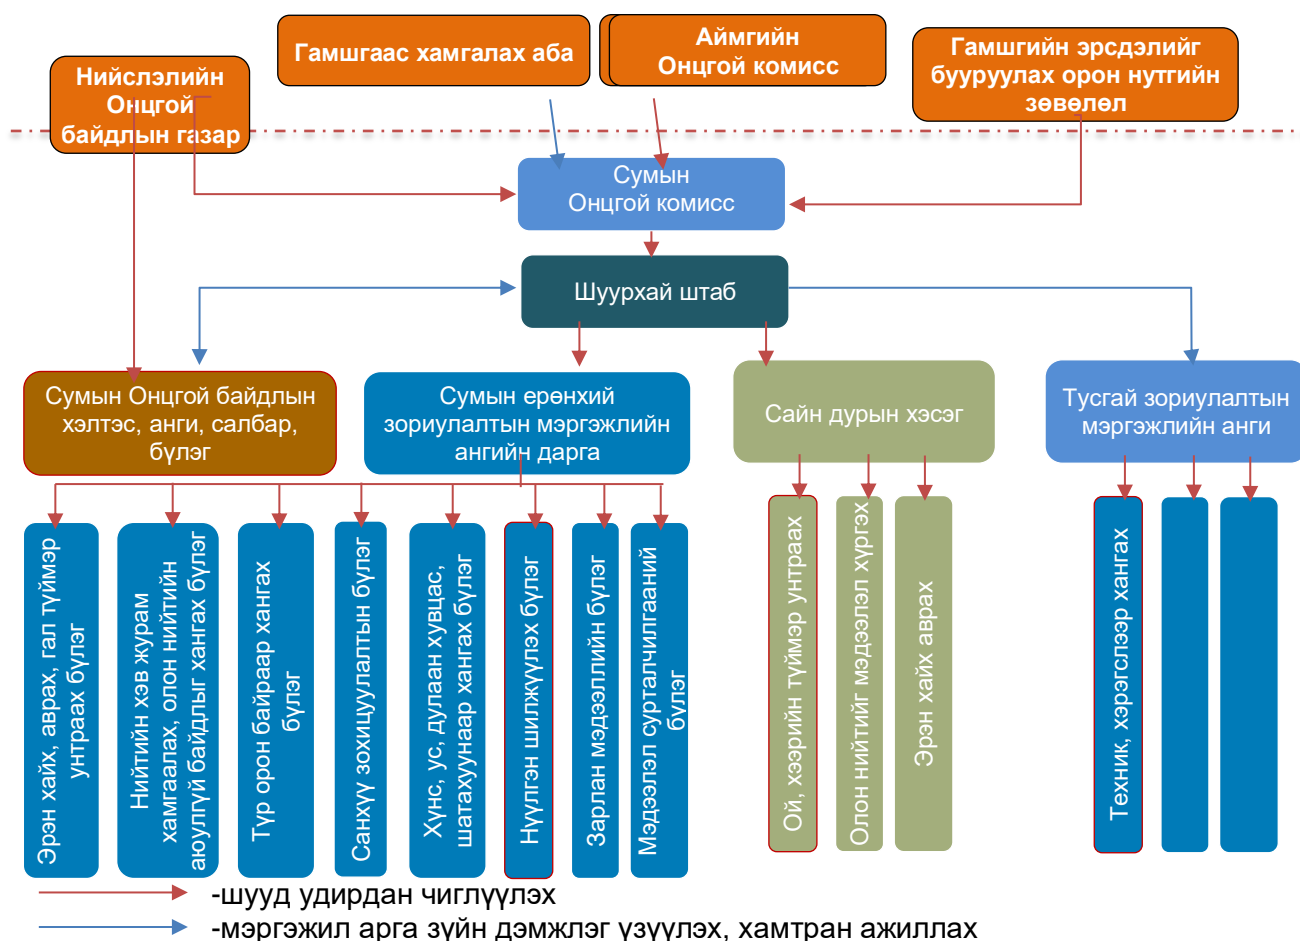 Нийслэлийн
Онцгой
байдлын газар
Гамшгаас хамгалах аба
Аймгийн
Онцгой комисс
Гамшгийн эрсдэлийг
бууруулах орон нутгийн
зөвөлөл
Сумын
Онцгой комисс
Шуурхай штаб
Сумын Онцгой байдлын
хэлтэс, анги, салбар,
бүлэг
Сумын ерөнхий
зориулалтын мэргэжлийн
ангийн дарга
Сайн дурын хэсэг
Тусгай зориулалтын
мэргэжлийн анги
Эрэн хайх, аврах, гал түймэр
унтраах бүлэг
Нийтийн хэв журам
хамгаалах, олон нийтийн
аюулгүй байдлыг хангах бүлэг
Түр орон байраар хангах
бүлэг
Санхүү зохицуулалтын бүлэг
Хүнс, ус, дулаан хувцас,
шатахуунаар хангах бүлэг
Нүүлгэн шилжүүлэх бүлэг
Зарлан мэдээллийн бүлэг
Мэдээлэл сурталчилгааний
бүлэг
Ой, хээрийн түймэр унтраах
Олон нийтийг мэдээлэл хүргэх
Эрэн хайх аврах
Техник, хэрэгслээр хангах
-шууд удирдан чиглүүлэх
-мэргэжил арга зүйн дэмжлэг үзүүлэх, хамтран ажиллах